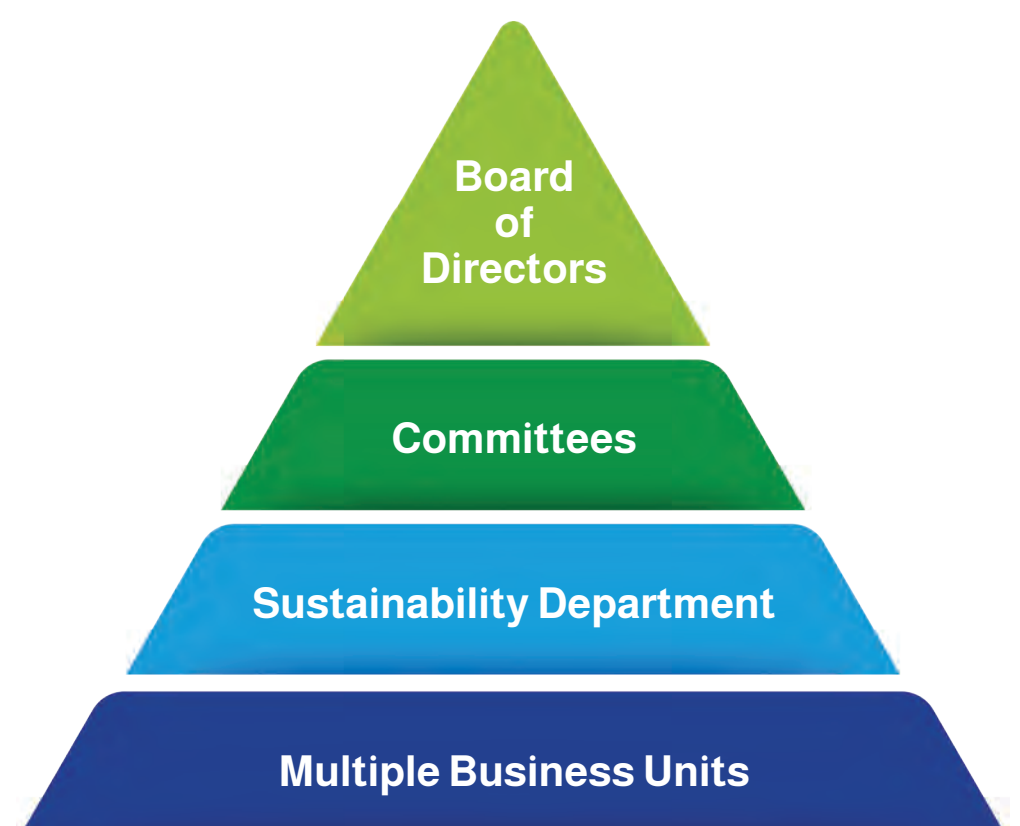 Board
of
Directors
Committees
Sustainability Department
Multiple Business Units